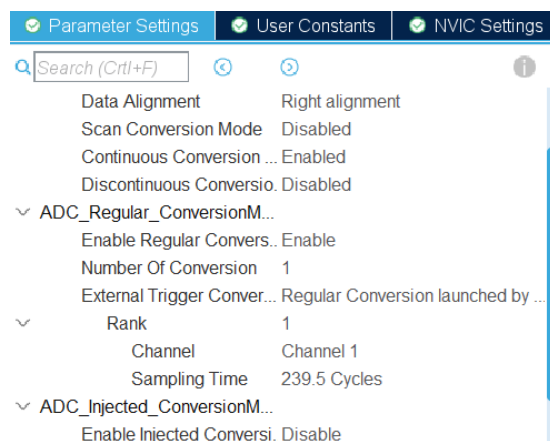 Parameter Settings User Constants NVIC Settings
Search (Crtl+F)
Data Alignment Right alignment
Scan Conversion Mode Disabled
Continuous Conversion ... Enabled
Discontinuous Conversio. Disabled
ADC_Regular_ConversionM...
Enable Regular Convers.. Enable
Number Of Conversion 1
External Trigger Conver... Regular Conversion launched by ...
Rank 1
Channel Channel 1
Sampling Time 239.5 Cycles
ADC_Injected_ConversionM...
Enable Injected Conversi. Disable